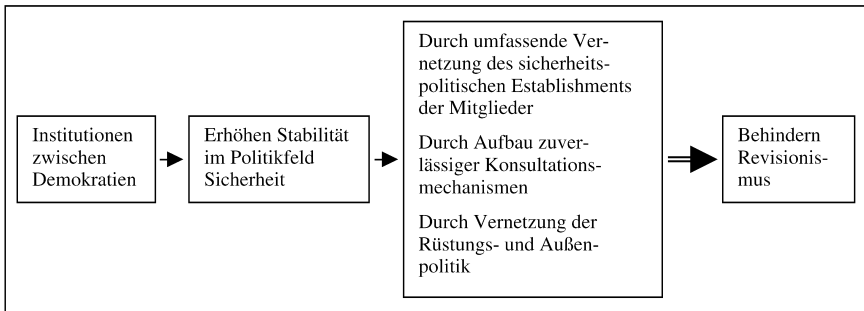 Institutionen
zwischen
Demokratien
Erhöhen Stabilität
im Politikfeld
Sicherheit
Durch umfassende Ver-
netzung des sicherheits-
politischen Establishments
der Mitglieder
Durch Aufbau zuver-
lässiger Konsultations-
mechanismen
Durch Vernetzung der
Rüstungs- und Außen-
politik
Behindern
Revisionis-
mus